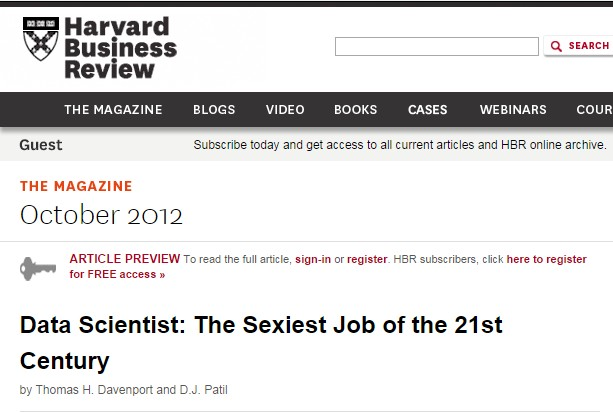 Harvard
Business
Review
SEARCH
THE MAGAZINE BLOGS VIDEO BOOKS CASES WEBINARS COUR
Guest Subscribe today and get access to all current articles and HBR online archive.
THE MAGAZINE
October 2012
ARTICLE PREVIEW To read the full article, sign-in or register. HBR subscribers, click here to register
for FREE access »
Data Scientist: The Sexiest Job of the 21st
Century
by Thomas H. Davenport and D.J. Patil